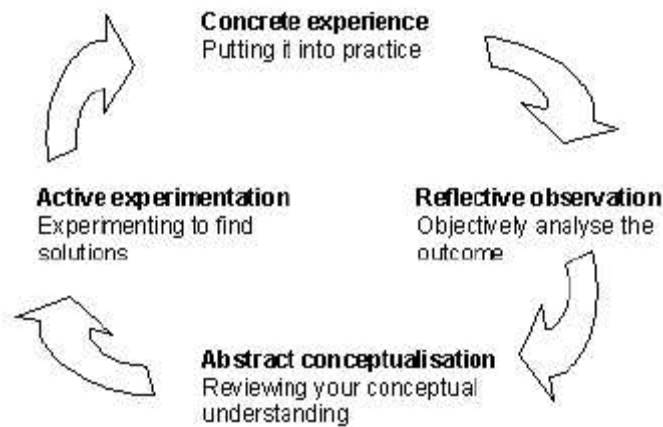 Concrete experience
Putting it into practice
Active experimentation
Experimenting to find
solutions
Reflective observation
Objectively analyse the
outcome
Abstract conceptualisation
Reviewing your conceptual
understanding